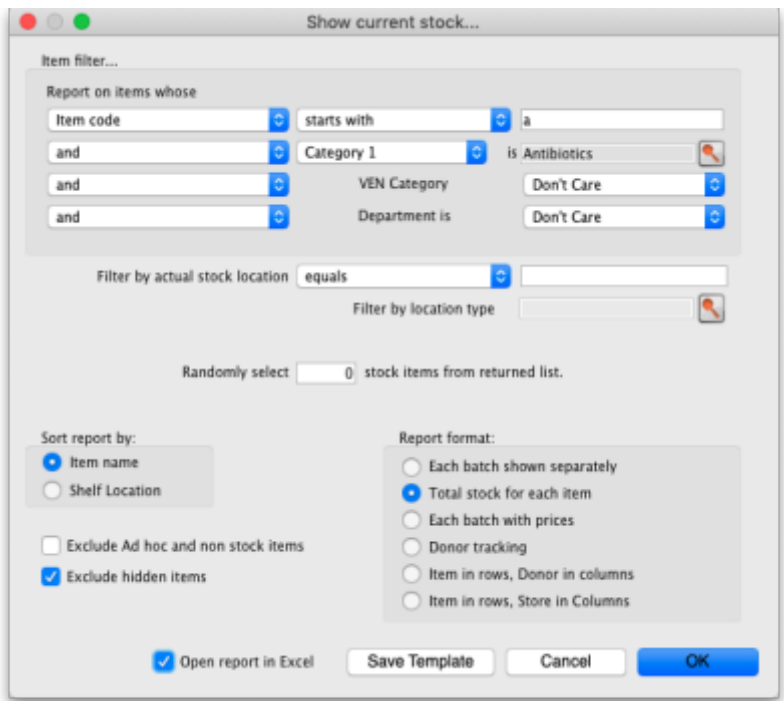 Show current stock...
Item filter...
Report on items whose
Item code starts with a
and Category 1 is Antibiotics
and VEN Category Don't Care
and Department is Don't Care
Filter by actual stock location equals
Filter by location type
Randomly select 0 stock items from returned list.
Sort report by:
Item name
Shelf Location
Exclude Ad hoc and non stock items
Exclude hidden items
Report format:
Each batch shown separately
Total stock for each item
Each batch with prices
Donor tracking
Item in rows, Donor in columns
Item in rows, Store in Columns
Open report in Excel Save Template Cancel OK